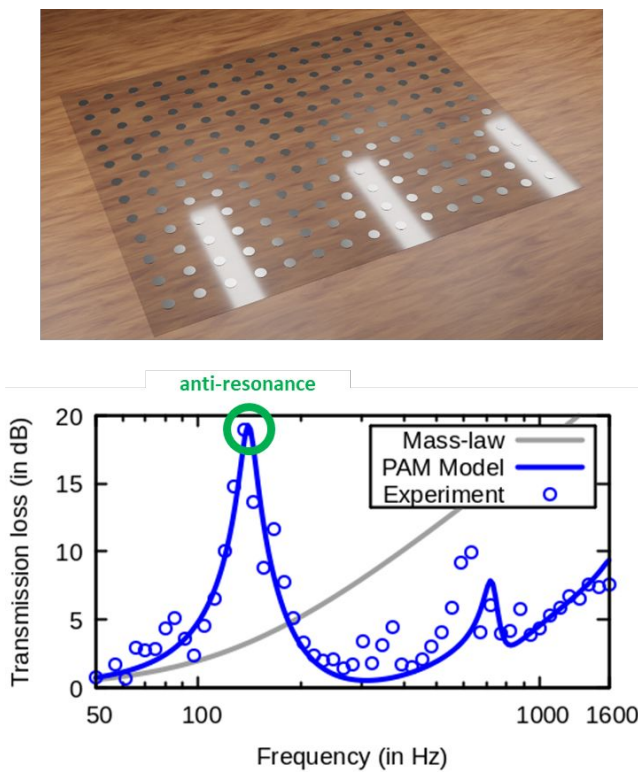 anti-resonance
20
15
10
5
0
Transmission loss (in dB)
Mass-law
PAM Model
Experiment
50 100 1000 1600
Frequency (in Hz)